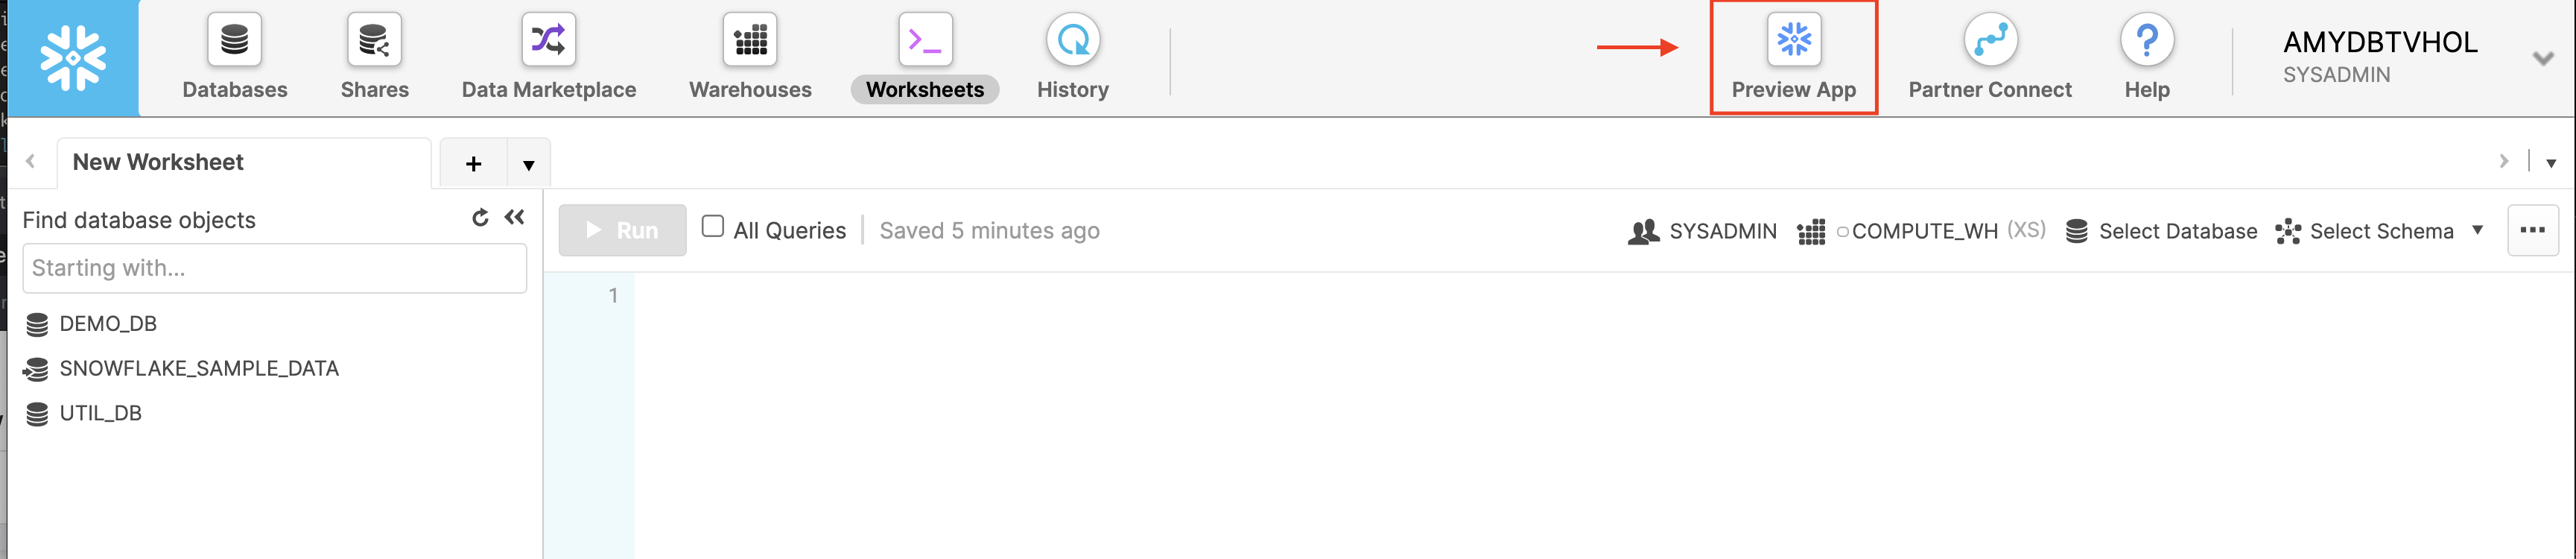 Databases
Shares
Data Marketplace
Warehouses
Worksheets
History
Preview App
Partner Connect
Help
AMYDBTVHOL
SYSADMIN
New Worksheet
Find database objects
Starting with...
DEMO_DB
SNOWFLAKE_SAMPLE_DATA
UTIL_DB
Run
All Queries
Saved 5 minutes ago
SYSADMIN
COMPUTE_WH (XS)
Select Database
Select Schema
1